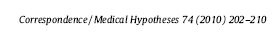 Correspondence / Medical Hypotheses 74 (2010) 202–210